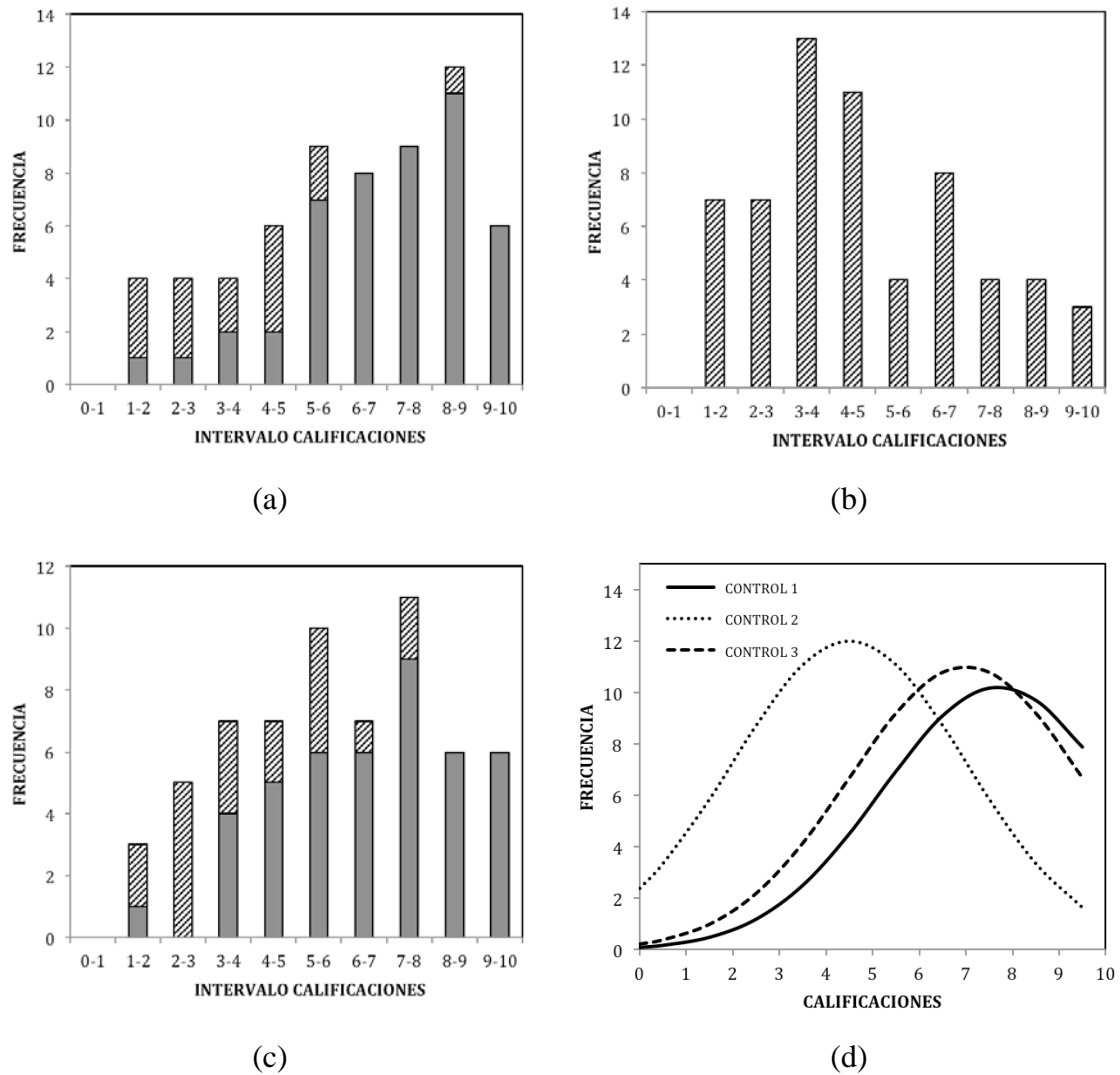 14
12
10
8
6
4
2
0
FRECUENCIA
0-1 1-2 2-3 3-4 4-5 5-6 6-7 7-8 8-9 9-10
INTERVALO CALIFICACIONES
(a)
14
12
10
8
6
4
2
0
FRECUENCIA
0-1 1-2 2-3 3-4 4-5 5-6 6-7 7-8 8-9 9-10
INTERVALO CALIFICACIONES
(b)
12
10
8
6
4
2
0
FRECUENCIA
0-1 1-2 2-3 3-4 4-5 5-6 6-7 7-8 8-9 9-10
INTERVALO CALIFICACIONES
(c)
14
12
10
8
6
4
2
0
FRECUENCIA
CONTROL 1
CONTROL 2
CONTROL 3
0 1 2 3 4 5 6 7 8 9 10
CALIFICACIONES
(d)